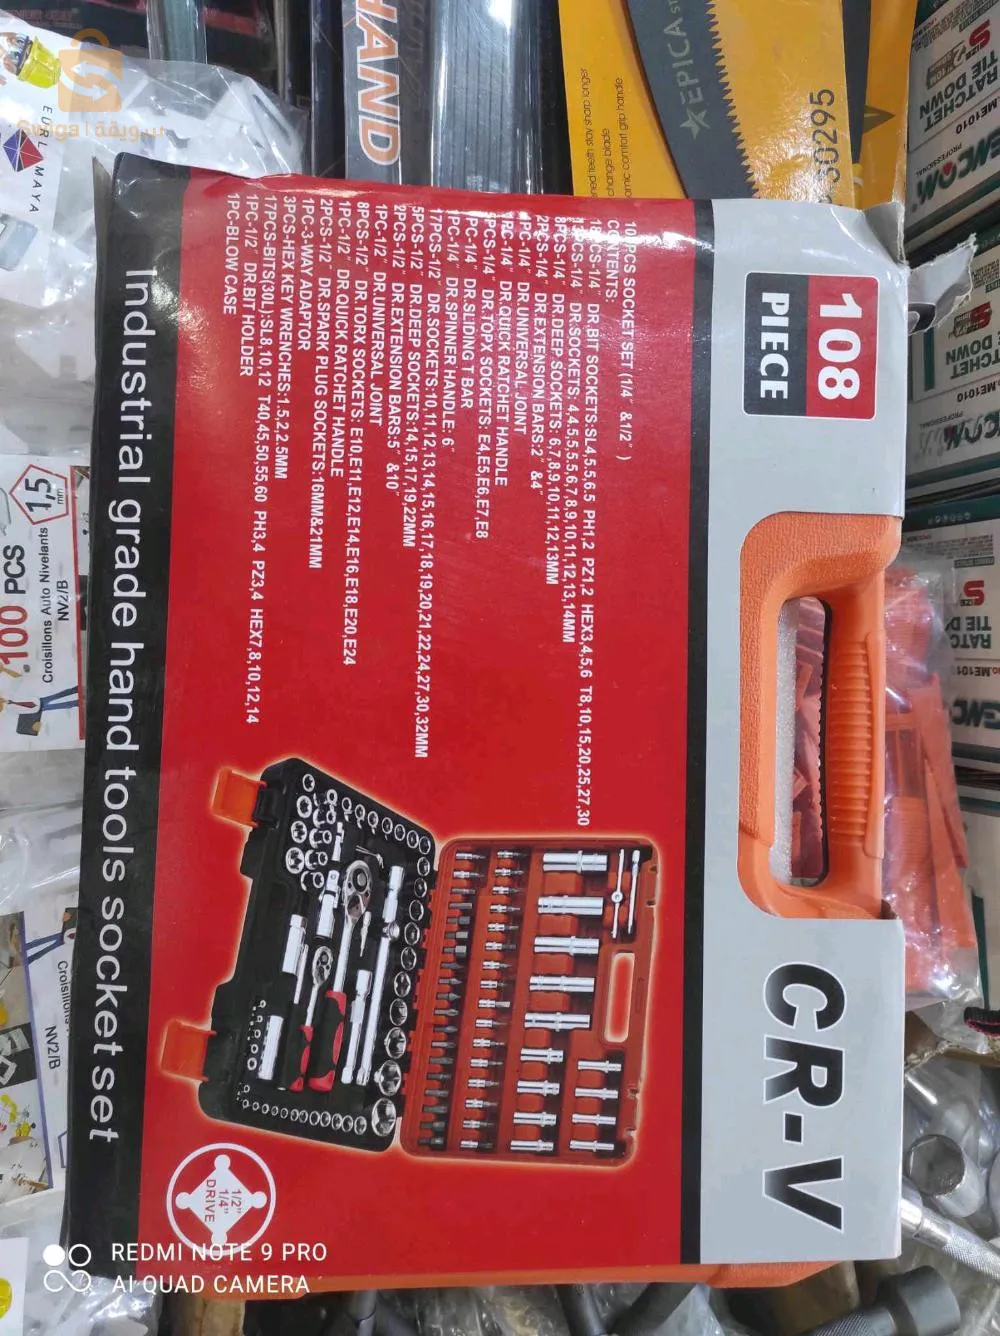 108
PIECE
CR-V
108PCS SOCKET SET (1/4" &1/2")
CONTENTS:
DR.BIT SOCKETS:SL4,5.5,6.5 PH1,2 PZ1,2 HEX3,4,5,6 T8,10,15,20,25,27,30
DR.SOCKETS: 4,4.5,5,5.5,6,7,8,9,10,11,12,13,14MM
8PCS-1/4" DR.DEEP SOCKETS: 6,7,8,9,10,11,12,13MM
2PCS-1/4" DR.EXTENSION BARS:2" &4"
1PC-1/4" DR.UNIVERSAL JOINT
1PC-1/4" DR.QUICK RATCHET HANDLE
5PCS-1/4" DR.TOPX SOCKETS: E4,E5,E6,E7,E8
1PC-1/4" DR.SLIDING T BAR
1PC-1/4" DR.SPINNER HANDLE: 6"
17PCS-1/2" DR.SOCKETS:10,11,12,13,14,15,16,17,18,19,20,21,22,24,27,30,32MM
5PCS-1/2" DR.DEEP SOCKETS:14,15,17,19,22MM
2PCS-1/2" DR.EXTENSION BARS:5" &10"
1PC-1/2" DR.UNIVERSAL JOINT
8PCS-1/2" DR.TORX SOCKETS: E10,E11,E12,E14,E16,E18,E20,E24
1PC-1/2" DR.QUICK RATCHET HANDLE
2PCS-1/2" DR.SPARK PLUG SOCKETS:16MM&21MM
1PC-3-WAY ADAPTOR
3PCS-HEX KEY WRENCHES:1.5,2,2.5MM
17PCS-BITS(30L):SL8,10,12 T40,45,50,55,60 PH3,4 PZ3,4 HEX7,8,10,12,14
1PC-1/2" DR.BIT HOLDER
1PC-BLOW CASE
1/2"
1/4"
DRIVE
Industrial grade hand tools socket set
HAND
EPICA
50295
RATCHET
TIE DOWN
ME1010
PROFESSIONAL
1,5
mm
100 PCS
Croisillons Auto Nivelants
NV2/B
Croisillons
NV2/B
Swiga | سويقة
REDMI NOTE 9 PRO
AI QUAD CAMERA